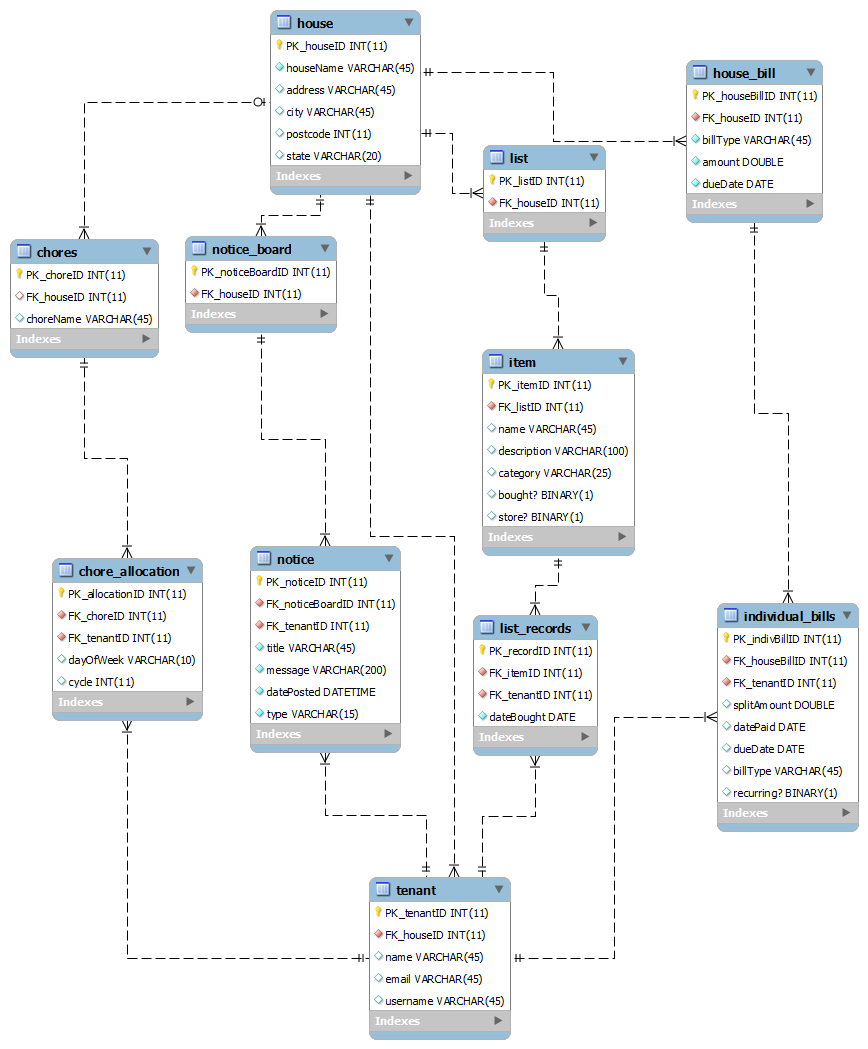 house
PK_houseID INT(11)
houseName VARCHAR(45)
address VARCHAR(45)
city VARCHAR(45)
postcode INT(11)
state VARCHAR(20)
Indexes
house_bill
PK_houseBillID INT(11)
FK_houseID INT(11)
billType VARCHAR(45)
amount DOUBLE
dueDate DATE
Indexes
list
PK_listID INT(11)
FK_houseID INT(11)
Indexes
chores
PK_choreID INT(11)
FK_houseID INT(11)
choreName VARCHAR(45)
Indexes
notice_board
PK_noticeBoardID INT(11)
FK_houseID INT(11)
Indexes
item
PK_itemID INT(11)
FK_listID INT(11)
name VARCHAR(45)
description VARCHAR(100)
category VARCHAR(25)
bought? BINARY(1)
store? BINARY(1)
Indexes
chore_allocation
PK_allocationID INT(11)
FK_choreID INT(11)
FK_tenantID INT(11)
dayOfWeek VARCHAR(10)
cycle INT(11)
Indexes
notice
PK_noticeID INT(11)
FK_noticeBoardID INT(11)
FK_tenantID INT(11)
title VARCHAR(45)
message VARCHAR(200)
datePosted DATETIME
type VARCHAR(15)
Indexes
list_records
PK_recordID INT(11)
FK_itemID INT(11)
FK_tenantID INT(11)
dateBought DATE
Indexes
individual_bills
PK_indivBillID INT(11)
FK_houseBillID INT(11)
FK_tenantID INT(11)
splitAmount DOUBLE
datePaid DATE
dueDate DATE
billType VARCHAR(45)
recurring? BINARY(1)
Indexes
tenant
PK_tenantID INT(11)
FK_houseID INT(11)
name VARCHAR(45)
email VARCHAR(45)
username VARCHAR(45)
Indexes